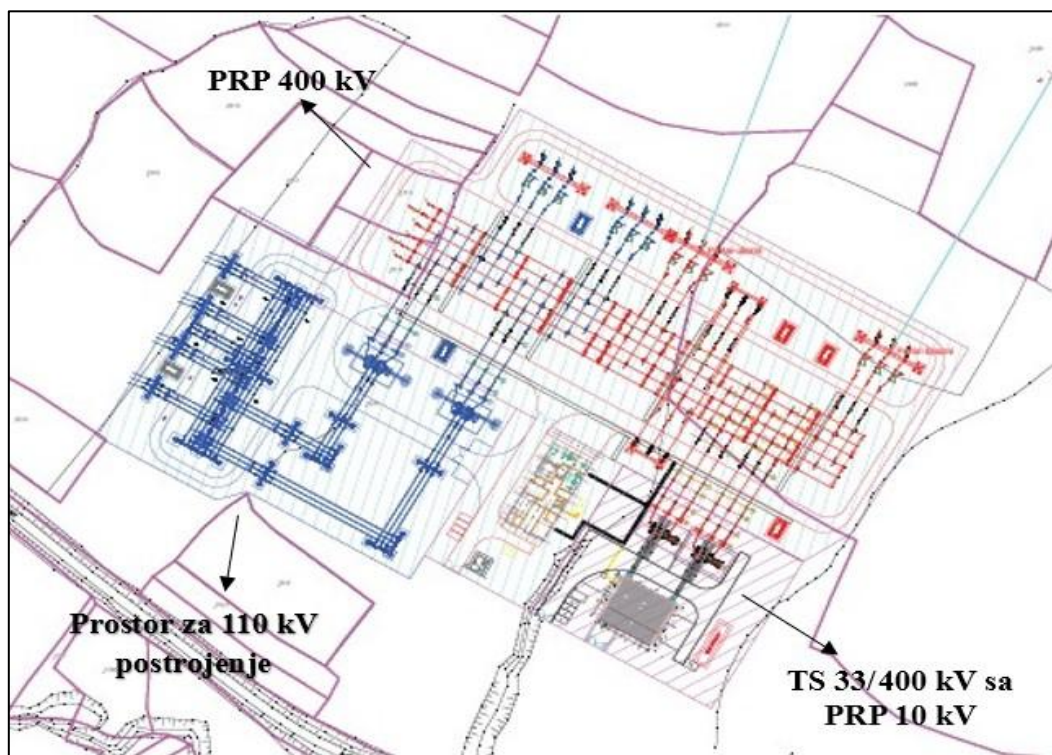 PRP 400 kV
Prostor za 110 kV
postrojenje
TS 33/400 kV sa
PRP 10 kV